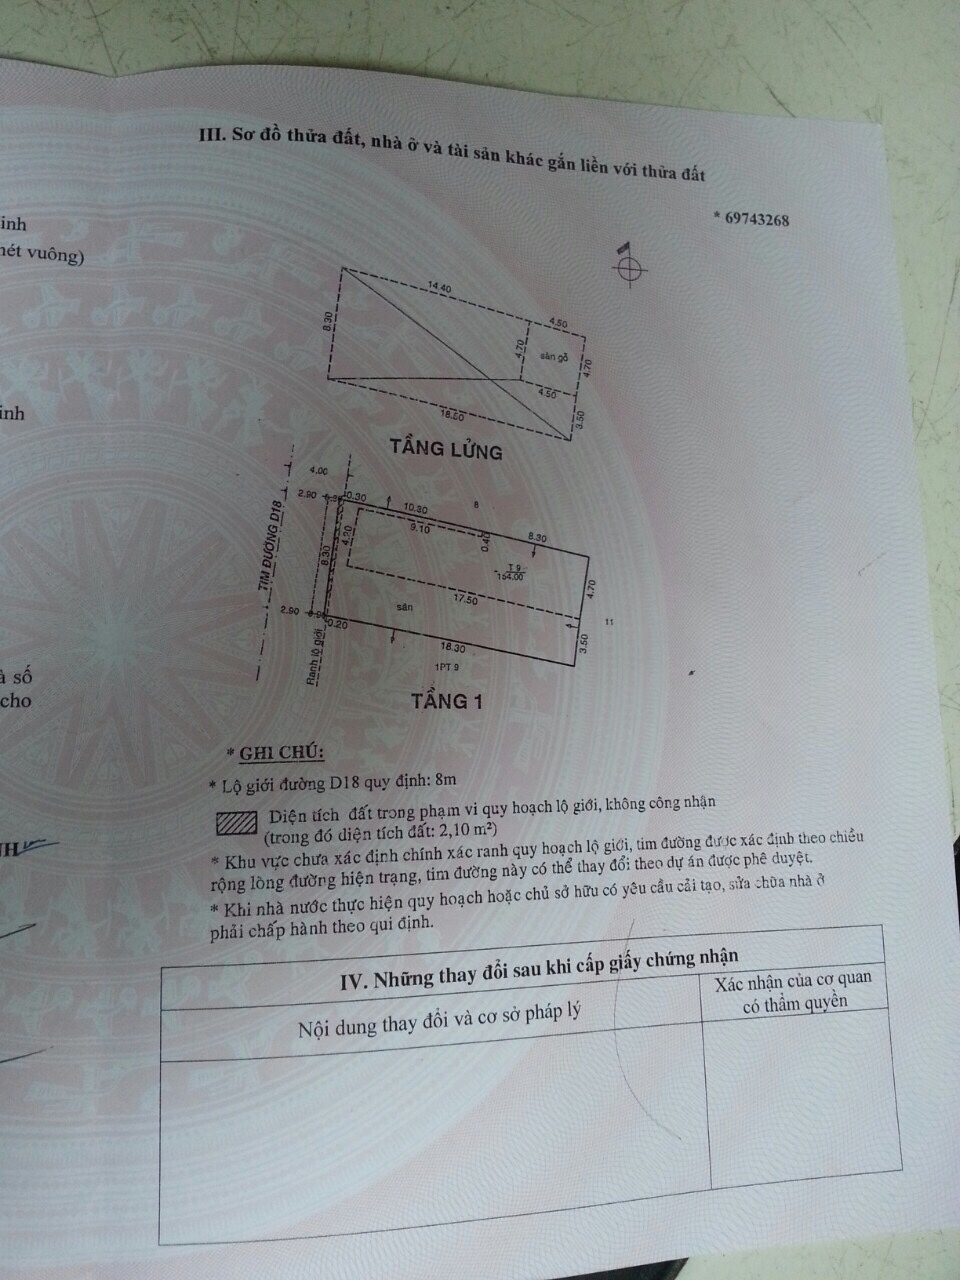 III. Sơ đồ thửa đất, nhà ở và tài sản khác gắn liền với thửa đất
* 69743268
inh
nét vuông)
14.40
4.50
8.30
4.70
sàn gỗ
4.70
4.50
3.50
18.50
TẦNG LỬNG
inh
4.00
2.90
0.30
10.30
8
9.10
0.40
8.30
TIM ĐƯỜNG D18
8.30
4.20
T 9
154.00
4.70
17.50
sân
2.90
0.20
Ranh lộ giới
11
3.50
18.30
1PT 9
TẦNG 1
à số
cho
* GHI CHÚ:
* Lộ giới đường D18 quy định: 8m
Diện tích đất trong phạm vi quy hoạch lộ giới, không công nhận
(trong đó diện tích đất: 2,10 m²)
* Khu vực chưa xác định chính xác ranh quy hoạch lộ giới, tim đường được xác định theo chiều
rộng lòng đường hiện trạng, tim đường này có thể thay đổi theo dự án được phê duyệt.
* Khi nhà nước thực hiện quy hoạch hoặc chủ sở hữu có yêu cầu cải tạo, sửa chữa nhà ở
phải chấp hành theo qui định.
NH
IV. Những thay đổi sau khi cấp giấy chứng nhận
Nội dung thay đổi và cơ sở pháp lý
Xác nhận của cơ quan
có thẩm quyền